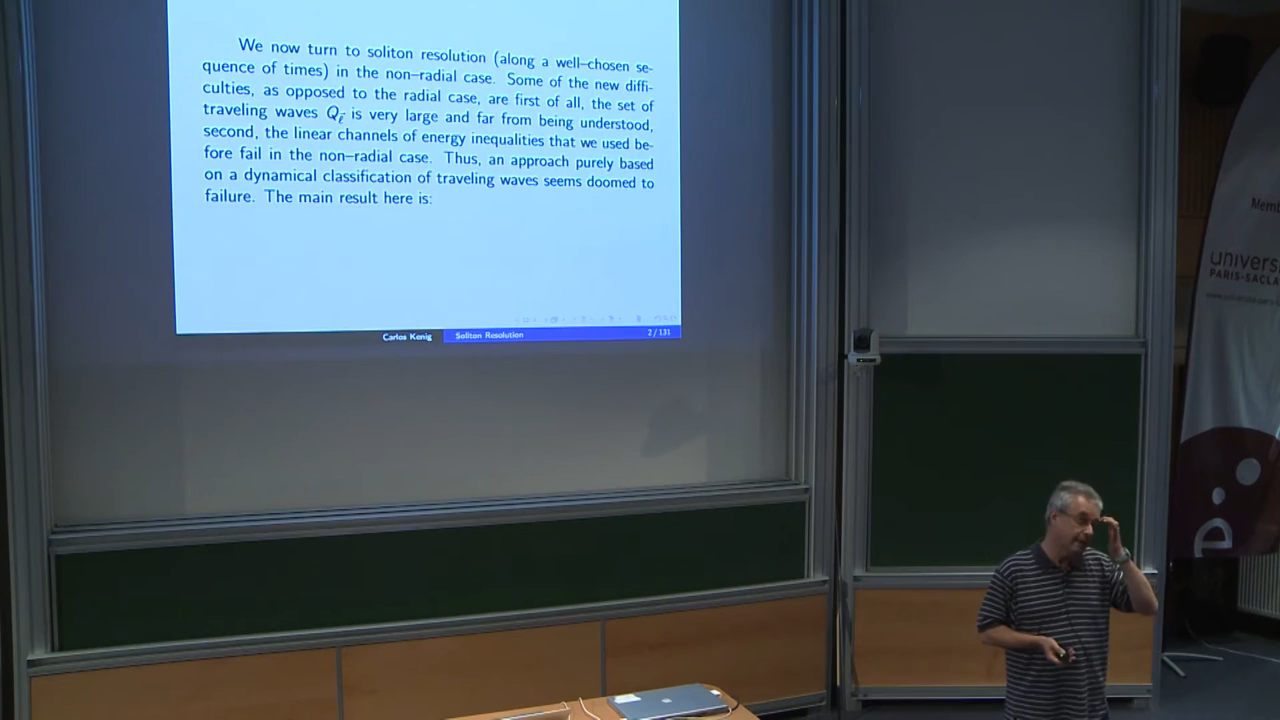 We now turn to soliton resolution (along a well–chosen se-
quence of times) in the non–radial case. Some of the new diffi-
culties, as opposed to the radial case, are first of all, the set of
traveling waves Q_ℓ⃗ is very large and far from being understood,
second, the linear channels of energy inequalities that we used be-
fore fail in the non–radial case. Thus, an approach purely based
on a dynamical classification of traveling waves seems doomed to
failure. The main result here is:
Carlos Kenig
Soliton Resolution
2 / 131
Memb
univers
PARIS-SACLA
e